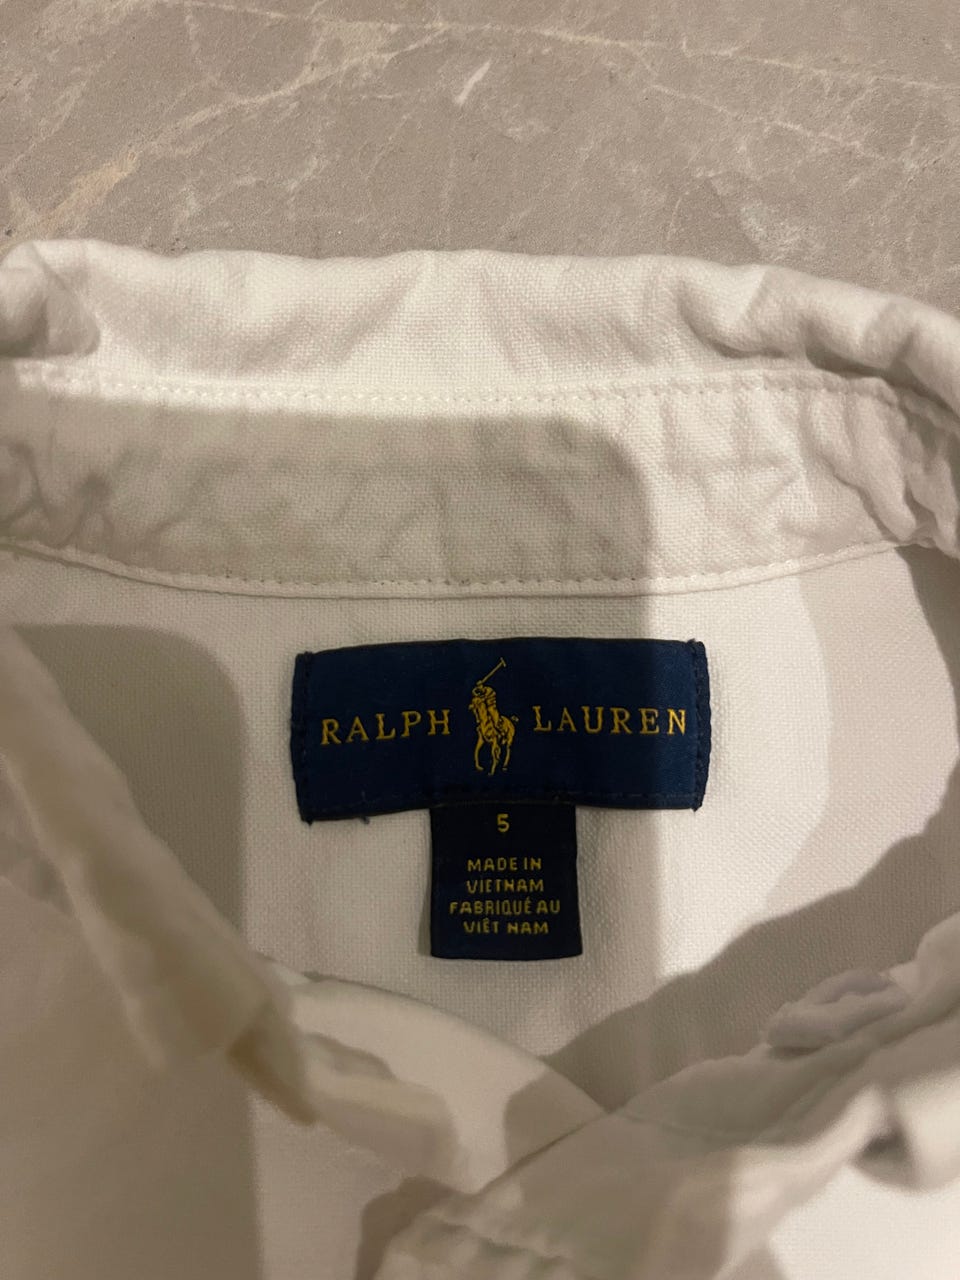 RALPH LAUREN
5
MADE IN
VIETNAM
FABRIQUÉ AU
VIÊT NAM